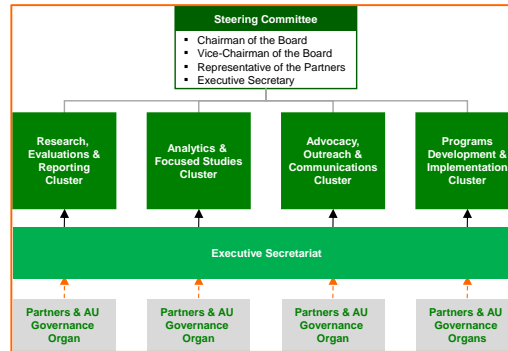 Steering Committee
▪ Chairman of the Board
▪ Vice-Chairman of the Board
▪ Representative of the Partners
▪ Executive Secretary
Research,
Evaluations &
Reporting
Cluster
Analytics &
Focused Studies
Cluster
Advocacy,
Outreach &
Communications
Cluster
Programs
Development &
Implementation
Cluster
Executive Secretariat
Partners & AU
Governance
Organ
Partners & AU
Governance
Organ
Partners & AU
Governance
Organ
Partners & AU
Governance
Organs